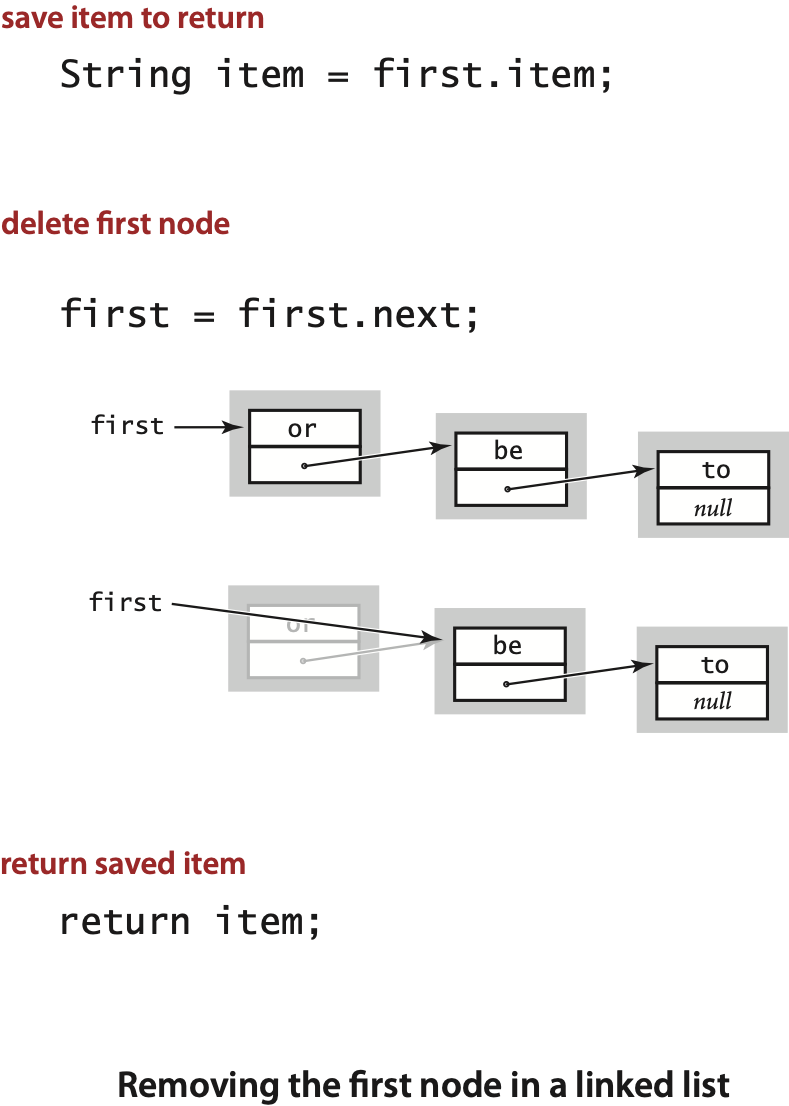 save item to return
String item = first.item;
delete first node
first = first.next;
first
or
be
to
null
first
or
be
to
null
return saved item
return item;
Removing the first node in a linked list